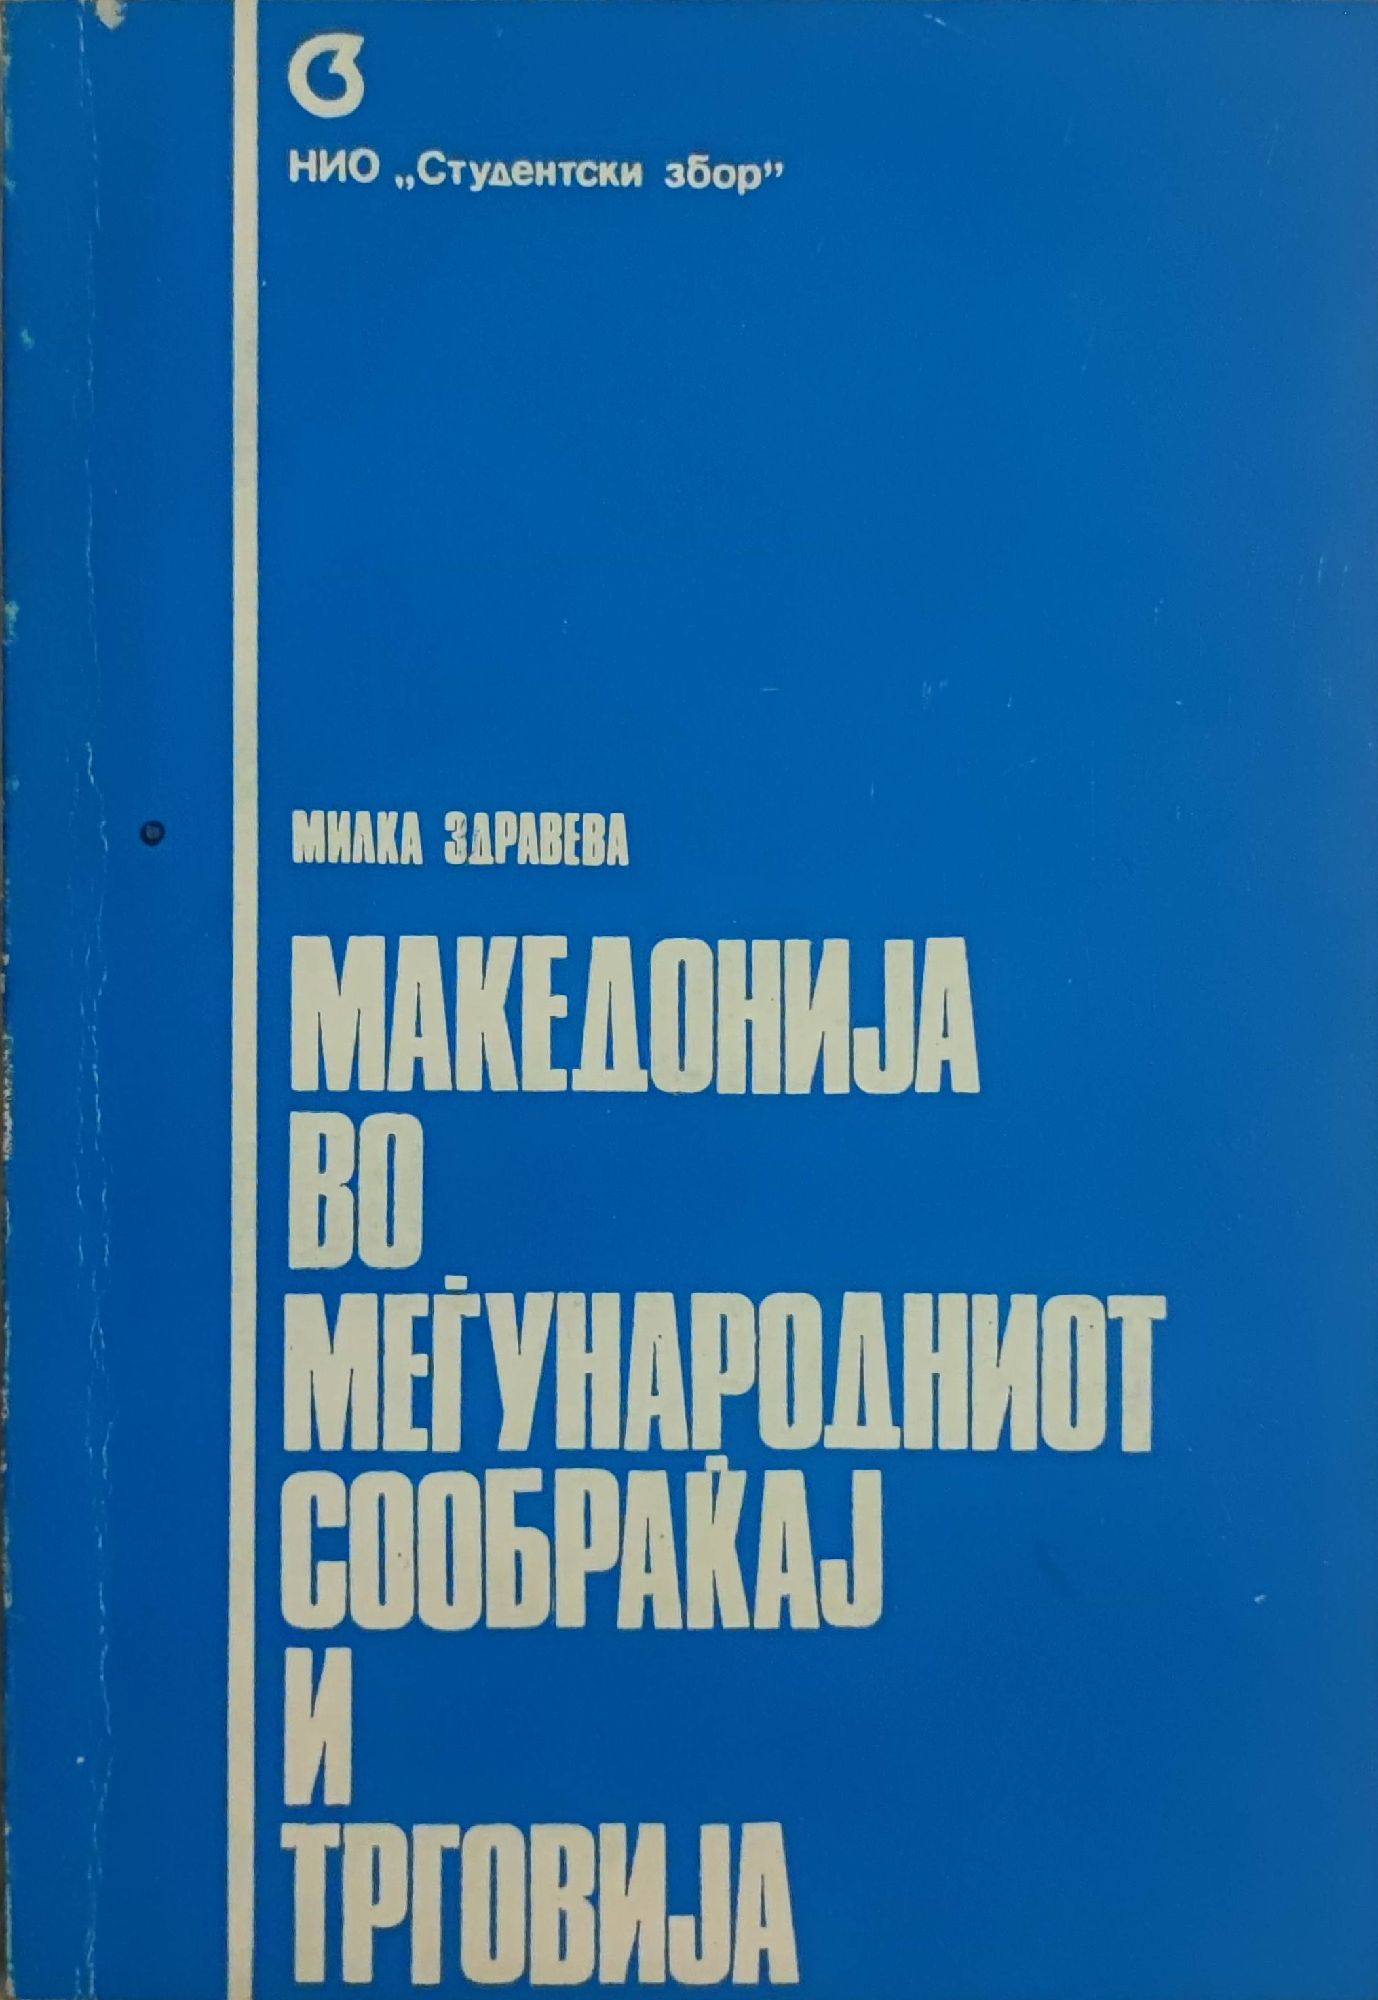 НИО „Студентски збор”
МИЛКА ЗДРАВЕВА
МАКЕДОНИЈА
ВО
МЕЃУНАРОДНИОТ
СООБРАЌАЈ
И
ТРГОВИЈА